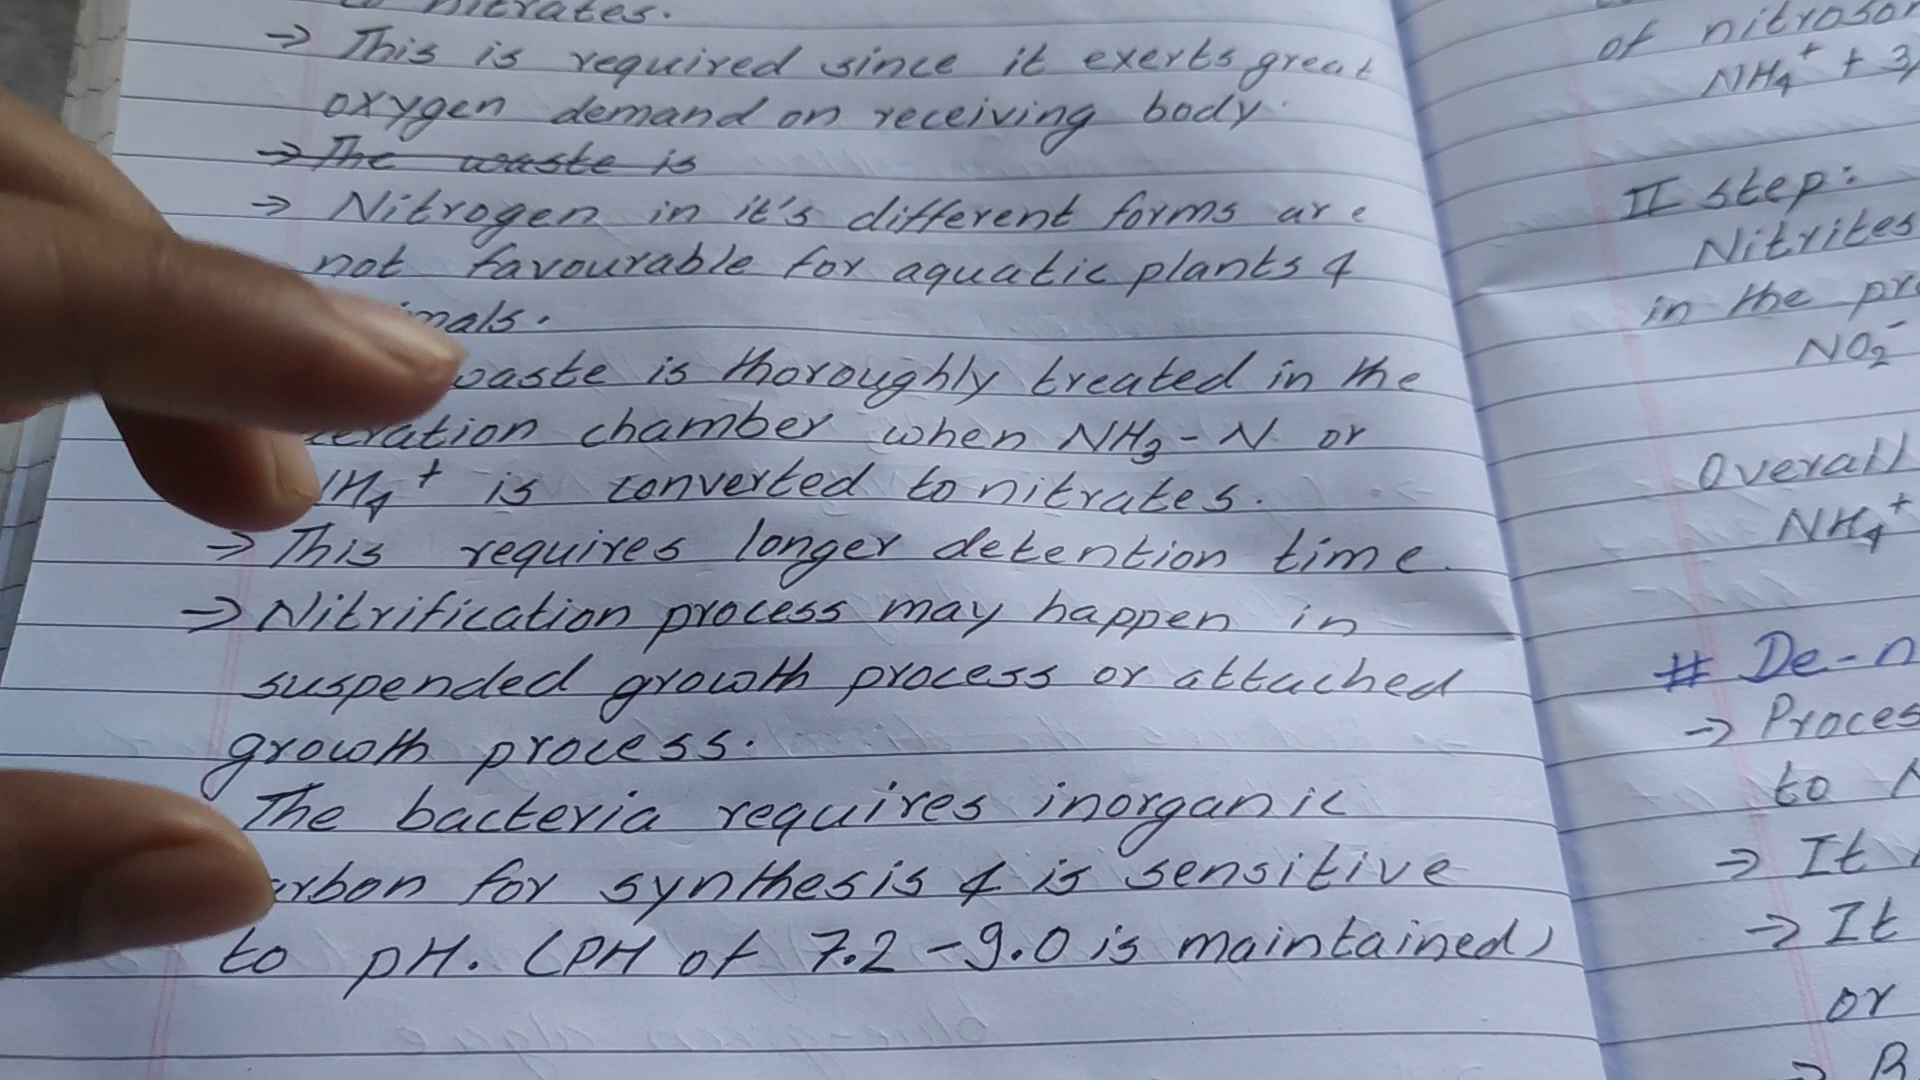 nitrates.
→ This is required since it exerts great
oxygen demand on receiving body.
→ The waste is
→ Nitrogen in it's different forms are
not favourable for aquatic plants &
waste is thoroughly treated in the
chamber when NH3-N or
is converted to nitrates.
→ This requires longer detention time.
→ Nitrification process may happen in
suspended growth process or attached
growth process.
The bacteria requires inorganic
for synthesis & is sensitive
to pH. (PH of 7.2-9.0 is maintained)
of
NH4+ + 3/
II step:
Nitrites
in the
NO2-
Overall
NH4+
# De-n
→ Proces
to N
→ It
→ It
or